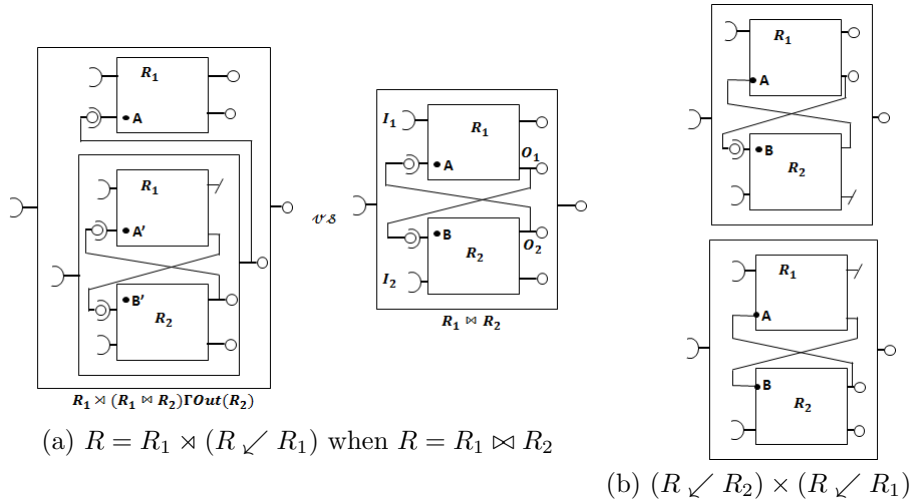 R₁
A
R₁
A'
B'
R₂
R₁ ⋊ (R₁ ⋈ R₂)ΓOut(R₂)
vs
I₁
R₁
A
O₁
B
R₂
O₂
I₂
R₁ ⋈ R₂
(a) R = R₁ ⋊ (R ↙ R₁) when R = R₁ ⋈ R₂
R₁
A
B
R₂
R₁
A
B
R₂
(b) (R ↙ R₂) × (R ↙ R₁)